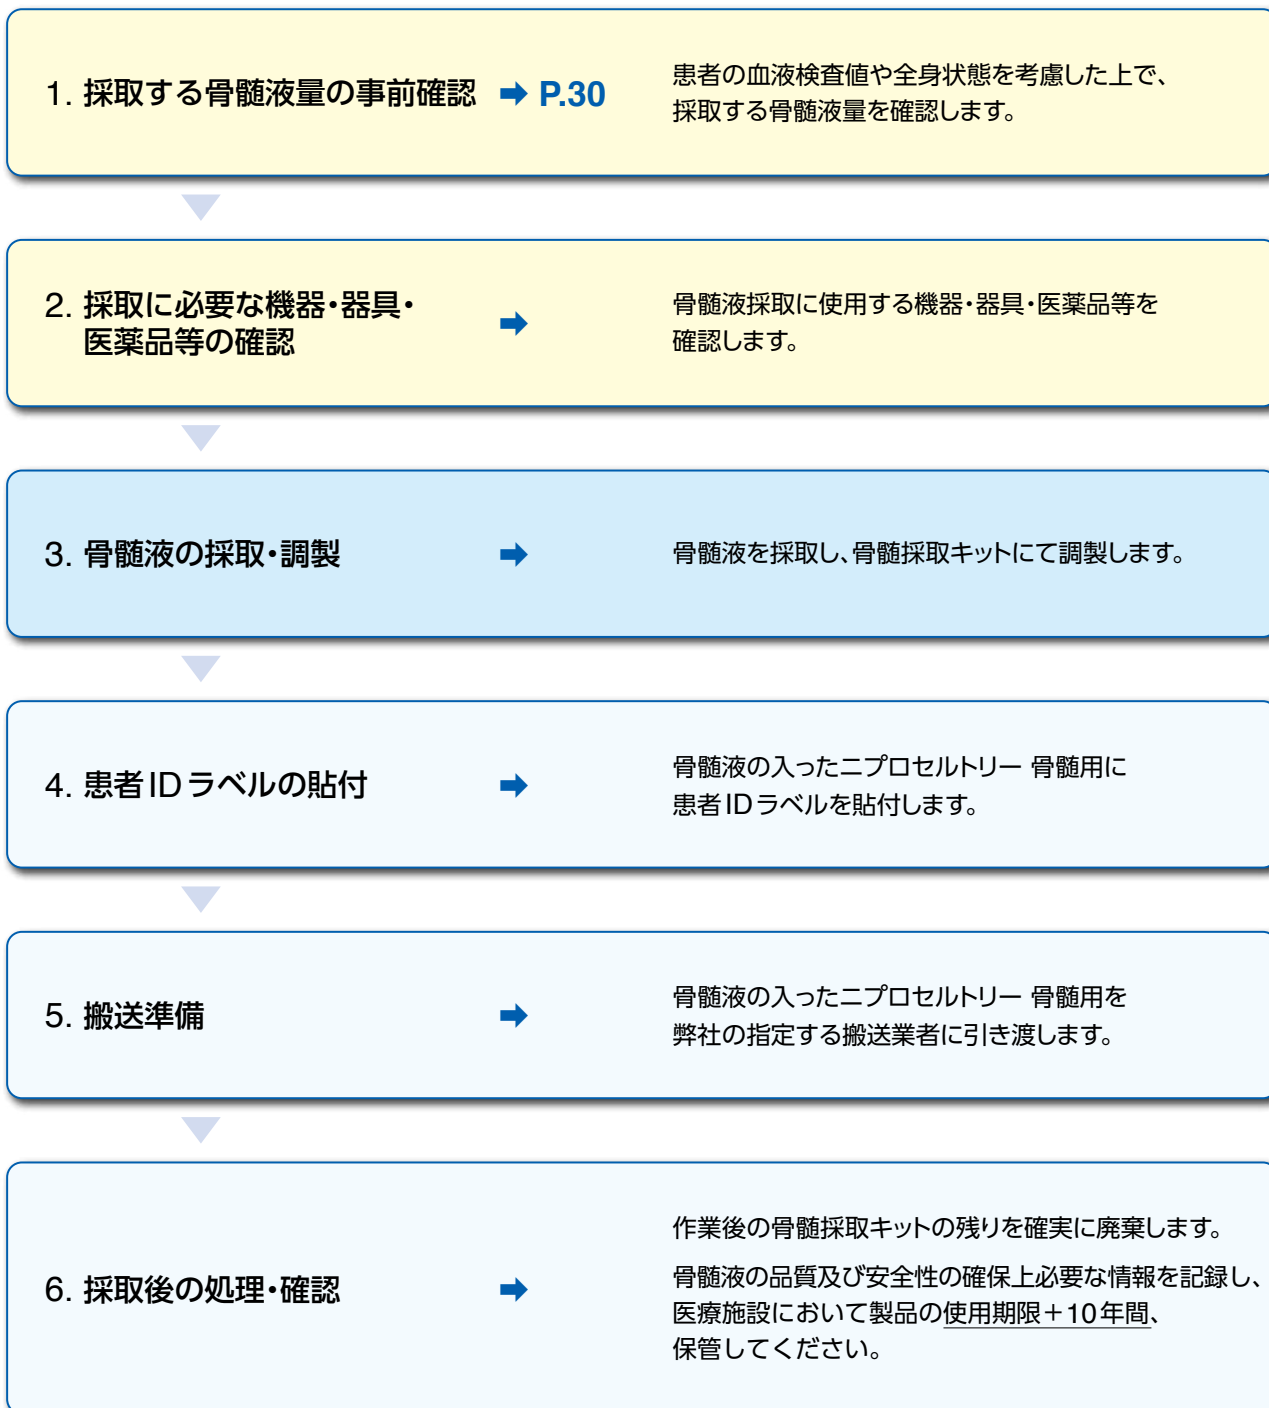 1. 採取する骨髄液量の事前確認 ➡ P.30
患者の血液検査値や全身状態を考慮した上で、
採取する骨髄液量を確認します。
2. 採取に必要な機器・器具・
医薬品等の確認 ➡
骨髄液採取に使用する機器・器具・医薬品等を
確認します。
3. 骨髄液の採取・調製 ➡
骨髄液を採取し、骨髄採取キットにて調製します。
4. 患者IDラベルの貼付 ➡
骨髄液の入ったニプロセルトリー 骨髄用に
患者IDラベルを貼付します。
5. 搬送準備 ➡
骨髄液の入ったニプロセルトリー 骨髄用を
弊社の指定する搬送業者に引き渡します。
6. 採取後の処理・確認 ➡
作業後の骨髄採取キットの残りを確実に廃棄します。
骨髄液の品質及び安全性の確保上必要な情報を記録し、
医療施設において製品の使用期限＋10年間、
保管してください。